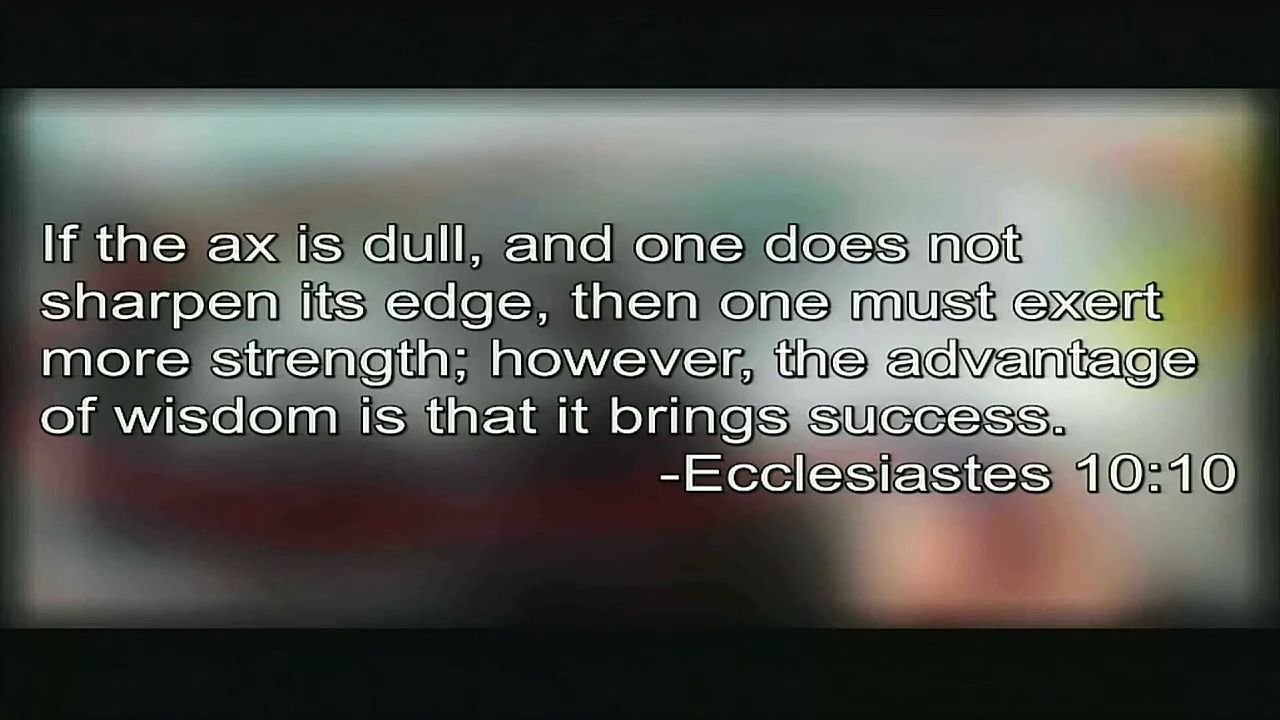 If the ax is dull, and one does not
sharpen its edge, then one must exert
more strength; however, the advantage
of wisdom is that it brings success.
-Ecclesiastes 10:10